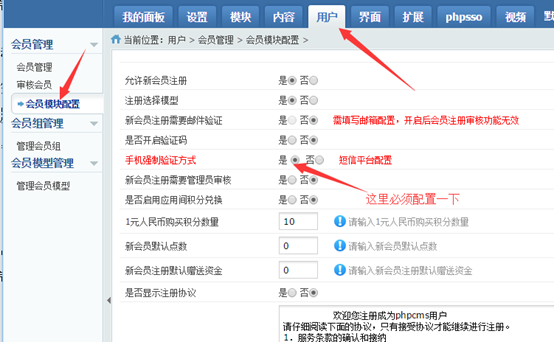 我的面板 设置 模块 内容 用户 界面 扩展 phpsso 视频
当前位置：用户 > 会员管理 > 会员模块配置 >
会员管理
会员管理
审核会员
会员模块配置
会员组管理
管理会员组
会员模型管理
管理会员模型
允许新会员注册 是 否
注册选择模型 是 否
新会员注册需要邮件验证 是 否 需填写邮箱配置，开启后会员注册审核功能无效
是否开启验证码 是 否
手机强制验证方式 是 否 短信平台配置
新会员注册需要管理员审核 是 否
这里必须配置一下
是否启用应用间积分兑换 是 否
1元人民币购买积分数量 10 请输入1元人民币购买积分数量
新会员默认点数 0 请输入新会员默认点数
新会员注册默认赠送资金 0 请输入新会员注册默认赠送资金
是否显示注册协议 是 否
欢迎您注册成为phpcms用户
请仔细阅读下面的协议，只有接受协议才能继续进行注册。
1．服务条款的确认和接纳